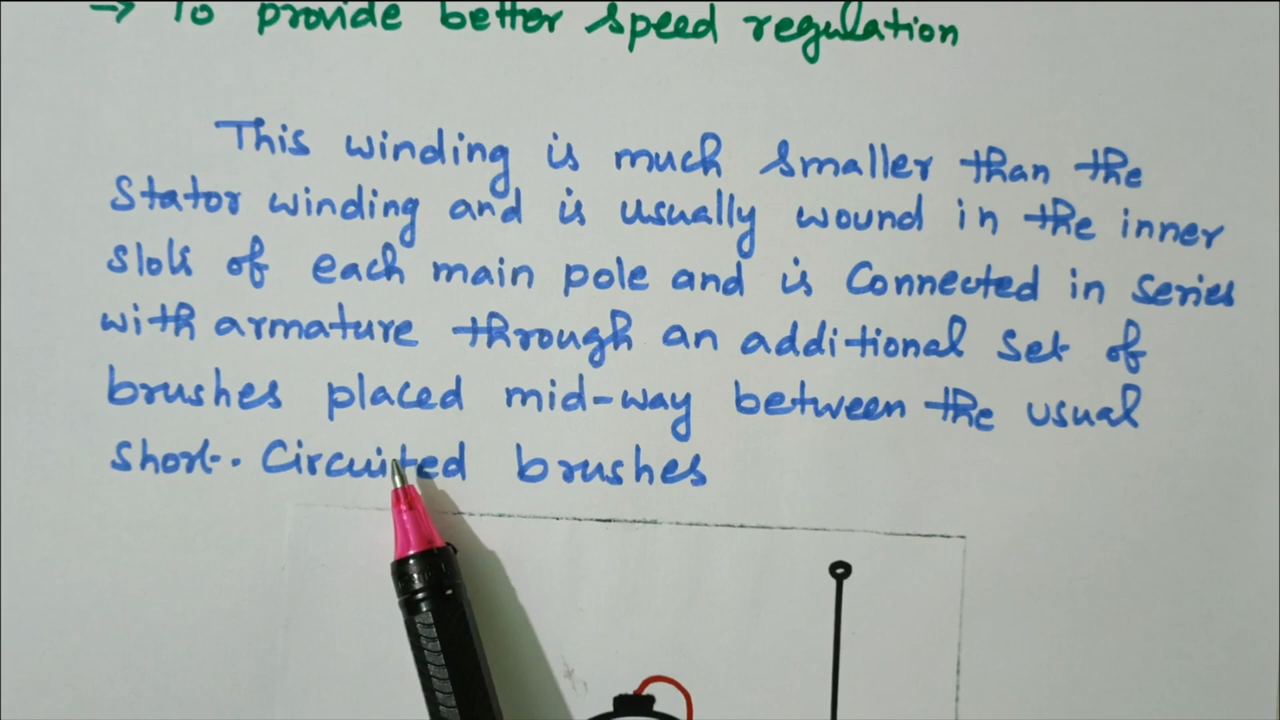 → To provide better speed regulation
This winding is much smaller than the
Stator winding and is usually wound in the inner
slots of each main pole and is Connected in series
with armature through an additional set of
brushes placed mid-way between the usual
short-Circuited brushes